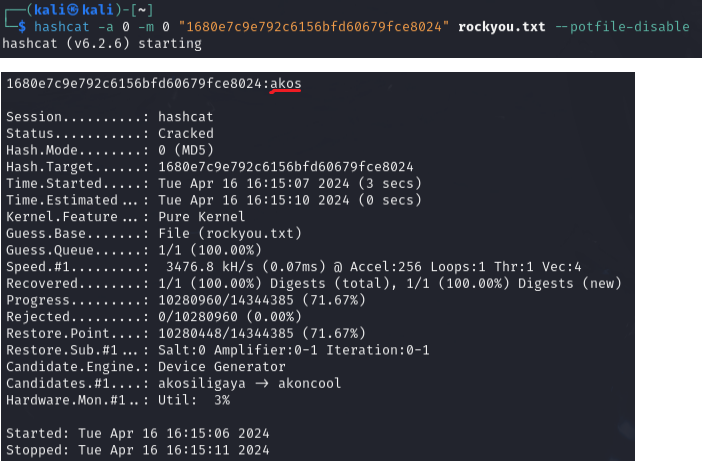 ┌──(kali㉿kali)-[~]
└─$ hashcat -a 0 -m 0 "1680e7c9e792c6156bfd60679fce8024" rockyou.txt --potfile-disable
hashcat (v6.2.6) starting
1680e7c9e792c6156bfd60679fce8024:akos
Session..........: hashcat
Status...........: Cracked
Hash.Mode........: 0 (MD5)
Hash.Target......: 1680e7c9e792c6156bfd60679fce8024
Time.Started.....: Tue Apr 16 16:15:07 2024 (3 secs)
Time.Estimated...: Tue Apr 16 16:15:10 2024 (0 secs)
Kernel.Feature...: Pure Kernel
Guess.Base.......: File (rockyou.txt)
Guess.Queue......: 1/1 (100.00%)
Speed.#1.........:  3476.8 kH/s (0.07ms) @ Accel:256 Loops:1 Thr:1 Vec:4
Recovered........: 1/1 (100.00%) Digests (total), 1/1 (100.00%) Digests (new)
Progress.........: 10280960/14344385 (71.67%)
Rejected.........: 0/10280960 (0.00%)
Restore.Point....: 10280448/14344385 (71.67%)
Restore.Sub.#1...: Salt:0 Amplifier:0-1 Iteration:0-1
Candidate.Engine.: Device Generator
Candidates.#1....: akosiligaya -> akoncool
Hardware.Mon.#1..: Util:  3%
Started: Tue Apr 16 16:15:06 2024
Stopped: Tue Apr 16 16:15:11 2024